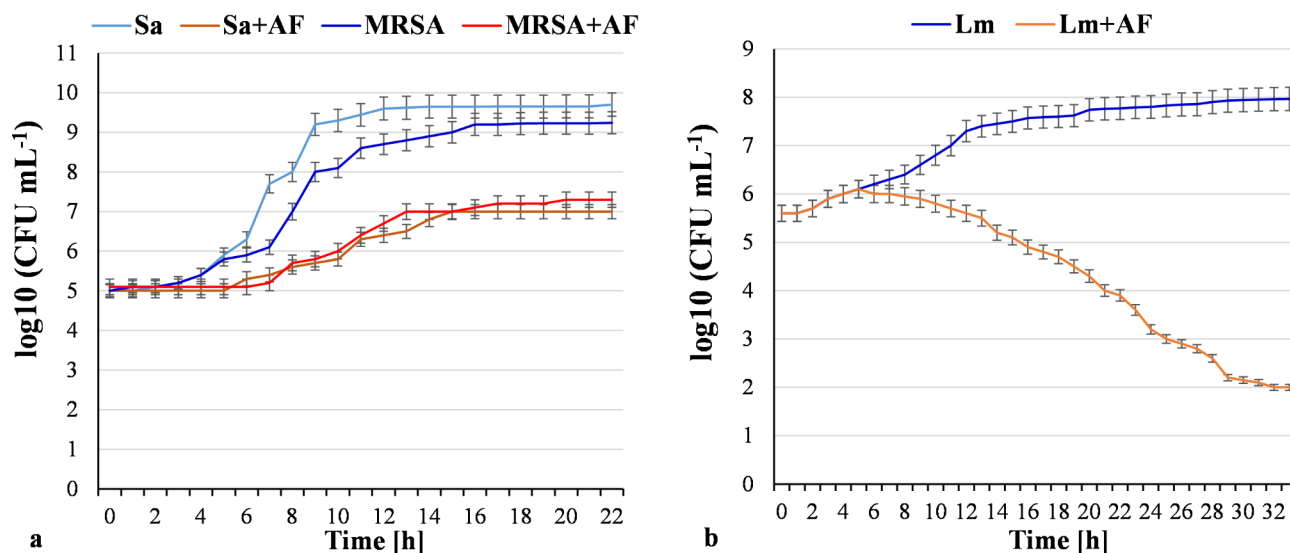 Sa Sa+AF MRSA MRSA+AF
log10 (CFU mL-1)
11
10
9
8
7
6
5
4
3
2
1
0
0 2 4 6 8 10 12 14 16 18 20 22
a Time [h]
Lm Lm+AF
log10 (CFU mL-1)
9
8
7
6
5
4
3
2
1
0
0 2 4 6 8 10 12 14 16 18 20 22 24 26 28 30 32
b Time [h]